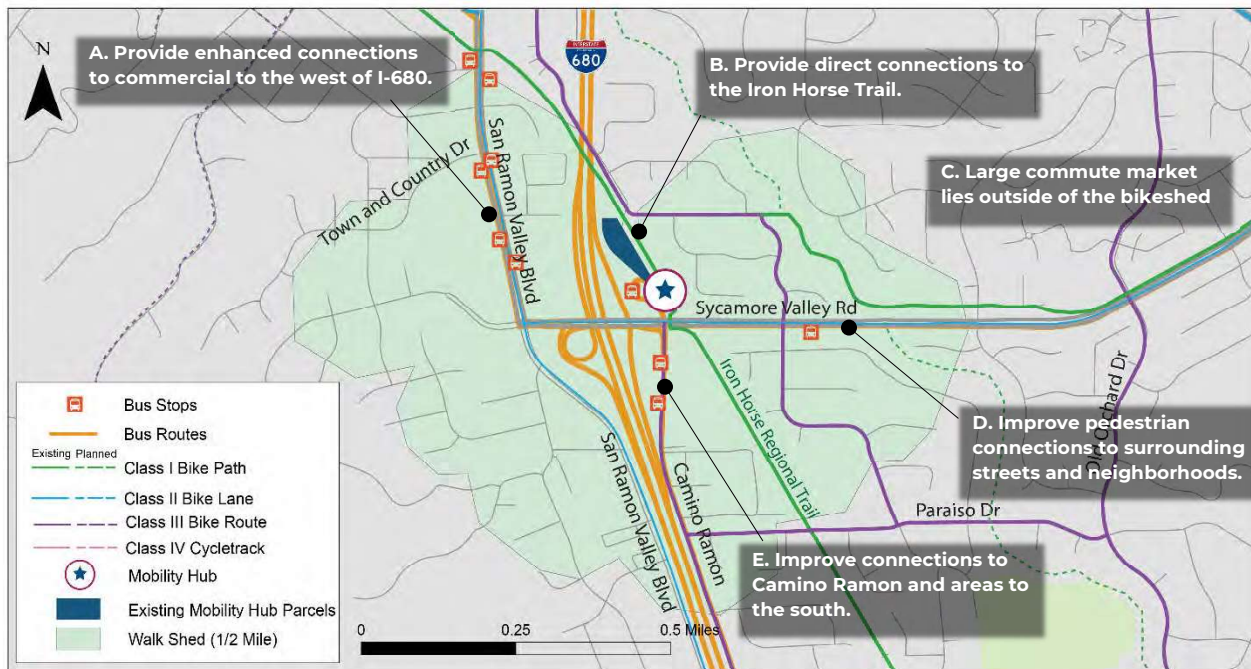 A. Provide enhanced connections
to commercial to the west of I-680.
N
INTERSTATE
680
B. Provide direct connections to
the Iron Horse Trail.
C. Large commute market
lies outside of the bikeshed
Town and Country Dr
San Ramon Valley Blvd
Sycamore Valley Rd
Iron Horse Regional Trail
Old Orchard Dr
D. Improve pedestrian
connections to surrounding
streets and neighborhoods.
San Ramon Valley Blvd
Camino Ramon
Paraiso Dr
E. Improve connections to
Camino Ramon and areas to
the south.
Bus Stops
Bus Routes
Existing Planned
Class I Bike Path
Class II Bike Lane
Class III Bike Route
Class IV Cycletrack
Mobility Hub
Existing Mobility Hub Parcels
Walk Shed (1/2 Mile)
0 0.25 0.5 Miles